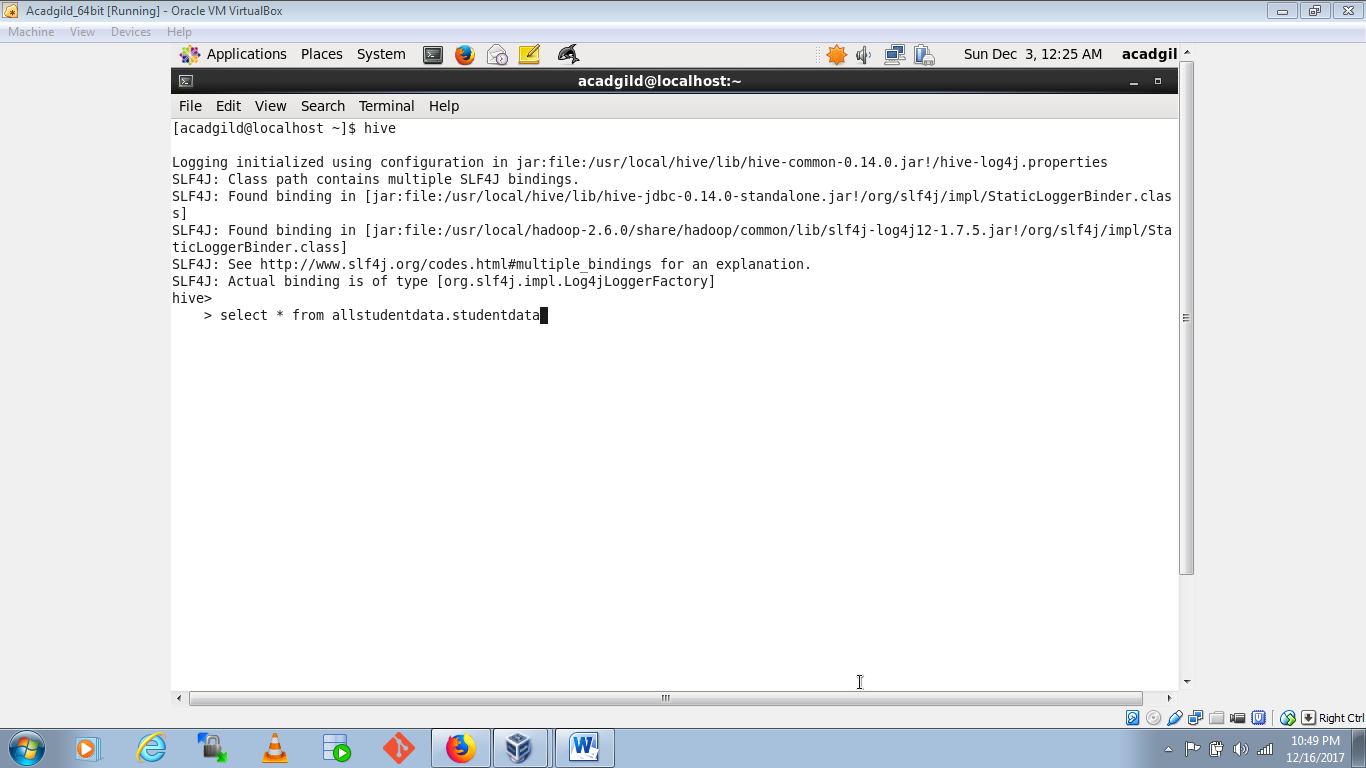 Acadgild_64bit [Running] - Oracle VM VirtualBox
Machine View Devices Help
Applications Places System Sun Dec 3, 12:25 AM acadgil
acadgild@localhost:~
File Edit View Search Terminal Help
[acadgild@localhost ~]$ hive
Logging initialized using configuration in jar:file:/usr/local/hive/lib/hive-common-0.14.0.jar!/hive-log4j.properties
SLF4J: Class path contains multiple SLF4J bindings.
SLF4J: Found binding in [jar:file:/usr/local/hive/lib/hive-jdbc-0.14.0-standalone.jar!/org/slf4j/impl/StaticLoggerBinder.clas
s]
SLF4J: Found binding in [jar:file:/usr/local/hadoop-2.6.0/share/hadoop/common/lib/slf4j-log4j12-1.7.5.jar!/org/slf4j/impl/Sta
ticLoggerBinder.class]
SLF4J: See http://www.slf4j.org/codes.html#multiple_bindings for an explanation.
SLF4J: Actual binding is of type [org.slf4j.impl.Log4jLoggerFactory]
hive>
    > select * from allstudentdata.studentdata
Right Ctrl
10:49 PM
12/16/2017